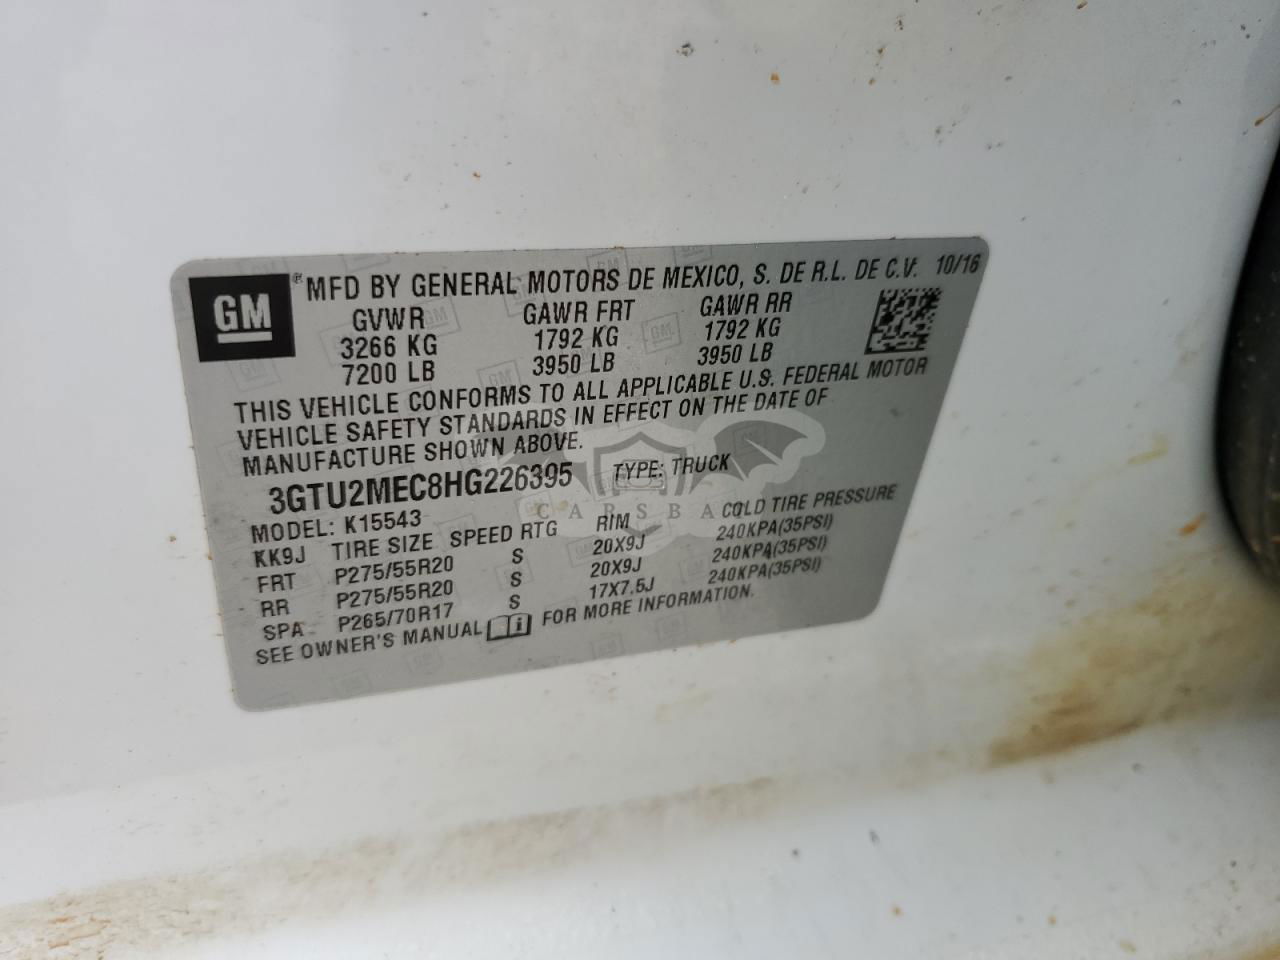 GM
® MFD BY GENERAL MOTORS DE MEXICO, S. DE R.L. DE C.V. 10/16
GVWR GAWR FRT GAWR RR
3266 KG 1792 KG 1792 KG
7200 LB 3950 LB 3950 LB
THIS VEHICLE CONFORMS TO ALL APPLICABLE U.S. FEDERAL MOTOR
VEHICLE SAFETY STANDARDS IN EFFECT ON THE DATE OF
MANUFACTURE SHOWN ABOVE.
3GTU2MEC8HG226395 TYPE: TRUCK
MODEL: K15543
KK9J TIRE SIZE SPEED RTG RIM COLD TIRE PRESSURE
FRT P275/55R20 S 20X9J 240KPA(35PSI)
RR P275/55R20 S 20X9J 240KPA(35PSI)
SPA P265/70R17 S 17X7.5J 240KPA(35PSI)
SEE OWNER'S MANUAL i FOR MORE INFORMATION.